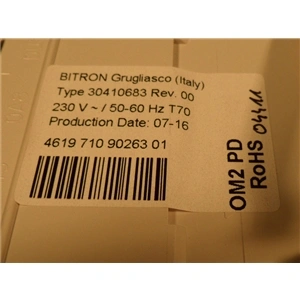 BITRON Grugliasco (Italy)
Type 30410683 Rev. 00
230 V ~ / 50-60 Hz T70
Production Date: 07-16
4619 710 90263 01
OM2 PD
RoHS 04411